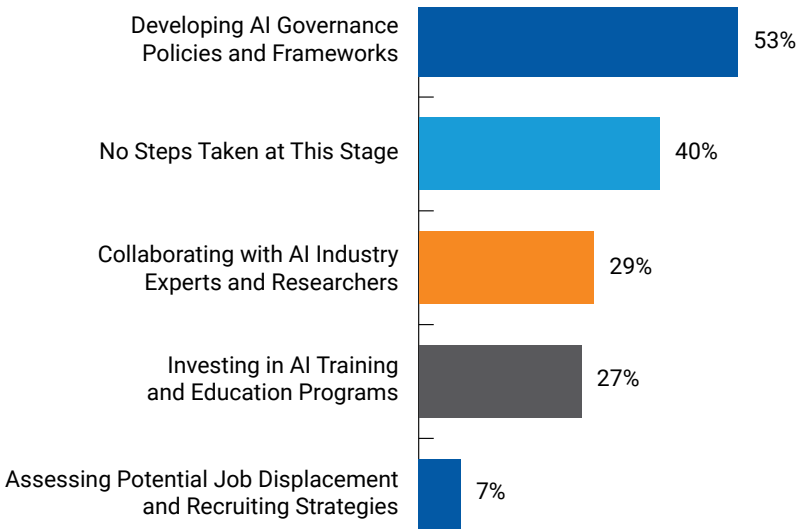 Developing AI Governance
Policies and Frameworks
53%
No Steps Taken at This Stage
40%
Collaborating with AI Industry
Experts and Researchers
29%
Investing in AI Training
and Education Programs
27%
Assessing Potential Job Displacement
and Recruiting Strategies
7%